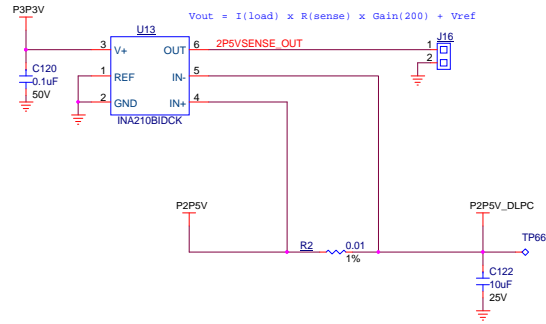 P3P3V
Vout = I(load) x R(sense) x Gain(200) + Vref
U13
3 V+ OUT 6 2P5VSENSE_OUT
J16
1
2
1 REF IN- 5
2 GND IN+ 4
INA210BIDCK
C120
0.1uF
50V
P2P5V
P2P5V_DLPC
TP66
R2 0.01
1%
C122
10uF
25V